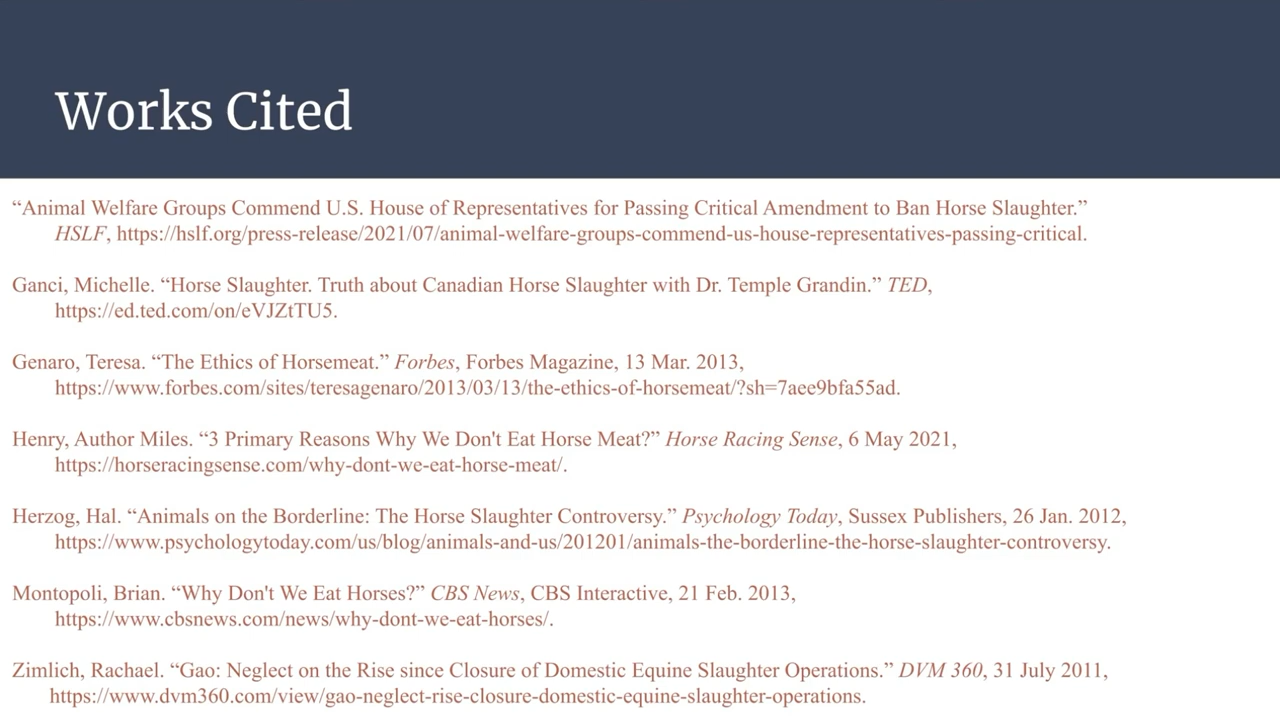 Works Cited
“Animal Welfare Groups Commend U.S. House of Representatives for Passing Critical Amendment to Ban Horse Slaughter.”
HSLF, https://hslf.org/press-release/2021/07/animal-welfare-groups-commend-us-house-representatives-passing-critical.
Ganci, Michelle. “Horse Slaughter. Truth about Canadian Horse Slaughter with Dr. Temple Grandin.” TED,
https://ed.ted.com/on/eVJZtTU5.
Genaro, Teresa. “The Ethics of Horsemeat.” Forbes, Forbes Magazine, 13 Mar. 2013,
https://www.forbes.com/sites/teresagenaro/2013/03/13/the-ethics-of-horsemeat/?sh=7aee9bfa55ad.
Henry, Author Miles. “3 Primary Reasons Why We Don't Eat Horse Meat?” Horse Racing Sense, 6 May 2021,
https://horseracingsense.com/why-dont-we-eat-horse-meat/.
Herzog, Hal. “Animals on the Borderline: The Horse Slaughter Controversy.” Psychology Today, Sussex Publishers, 26 Jan. 2012,
https://www.psychologytoday.com/us/blog/animals-and-us/201201/animals-the-borderline-the-horse-slaughter-controversy.
Montopoli, Brian. “Why Don't We Eat Horses?” CBS News, CBS Interactive, 21 Feb. 2013,
https://www.cbsnews.com/news/why-dont-we-eat-horses/.
Zimlich, Rachael. “Gao: Neglect on the Rise since Closure of Domestic Equine Slaughter Operations.” DVM 360, 31 July 2011,
https://www.dvm360.com/view/gao-neglect-rise-closure-domestic-equine-slaughter-operations.